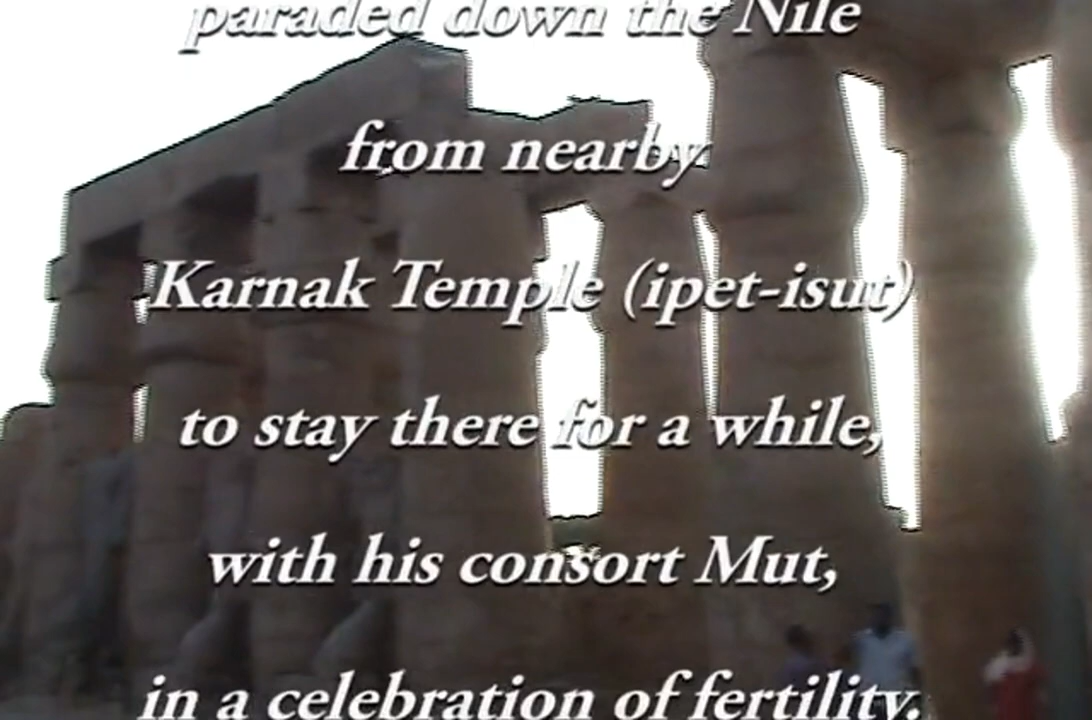 paraded down the Nile
from nearby
Karnak Temple (ipet-isut)
to stay there for a while,
with his consort Mut,
in a celebration of fertility.